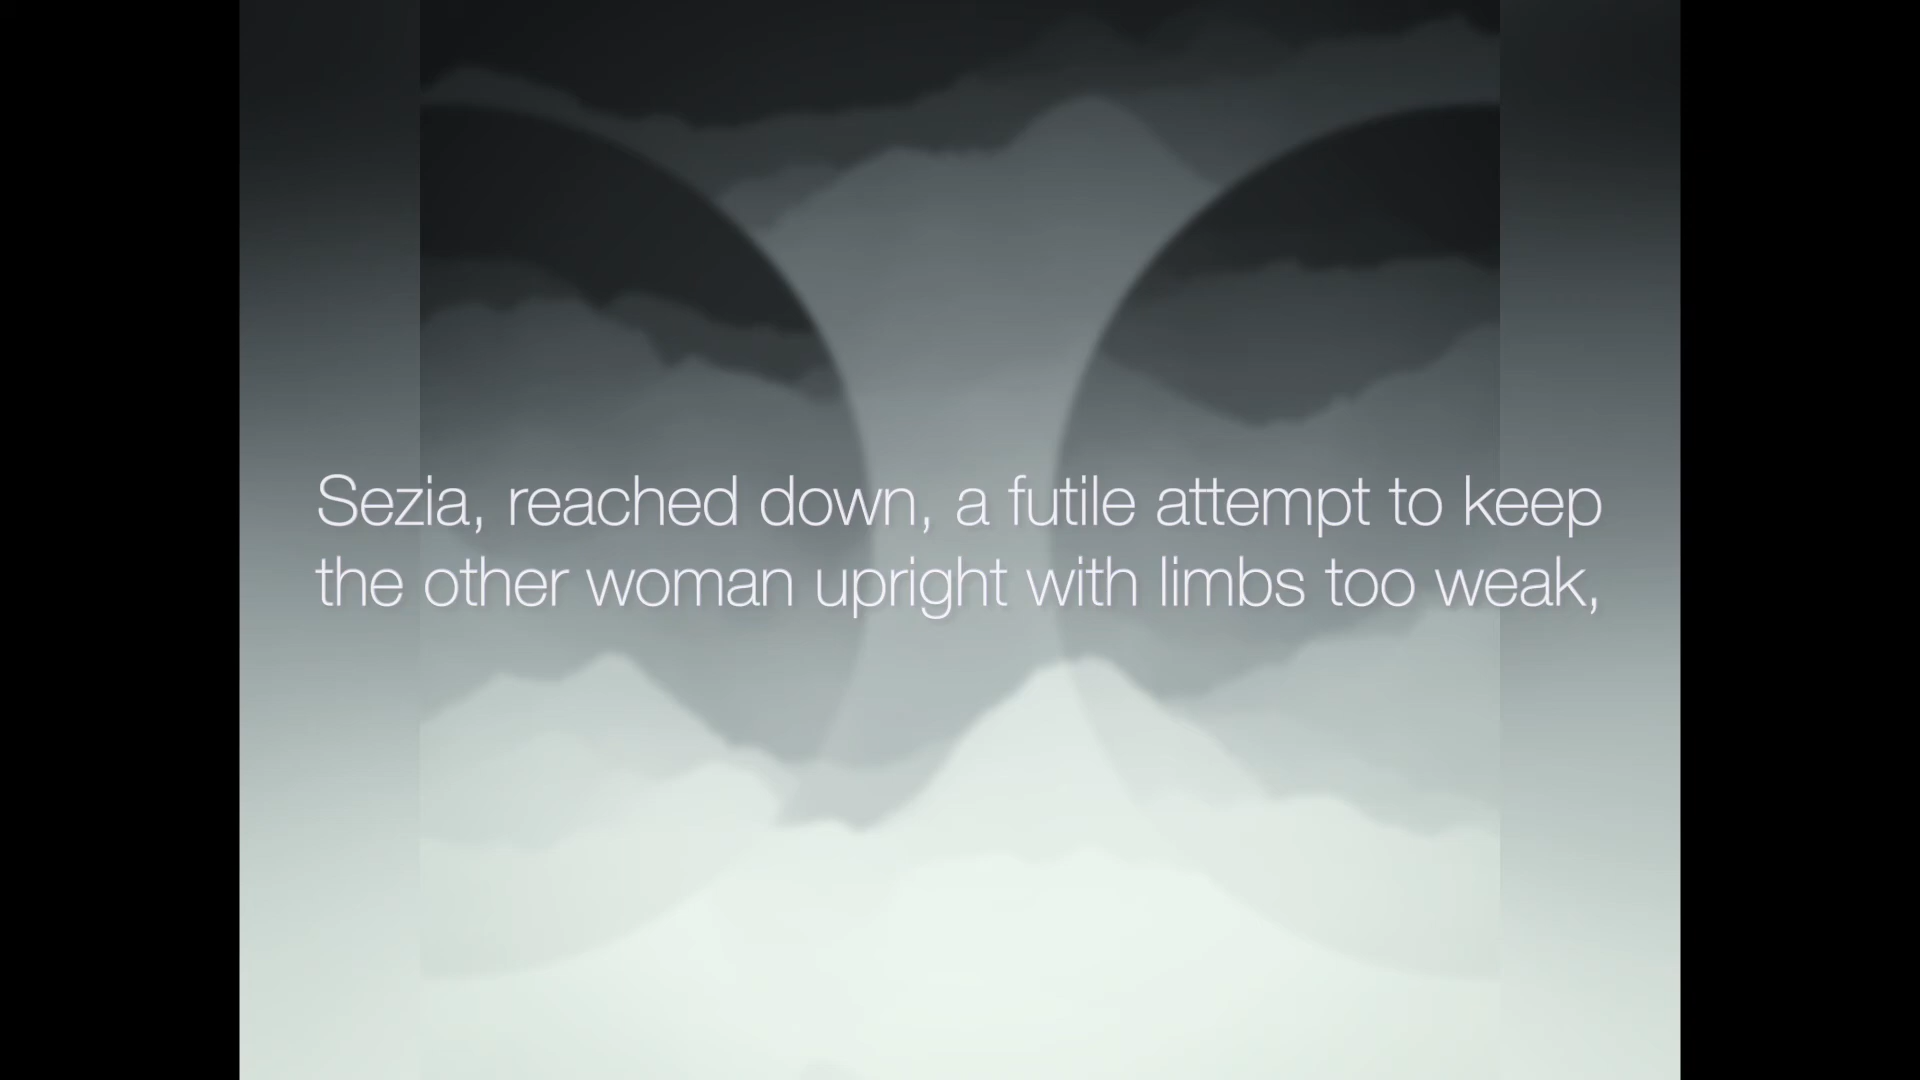 Sezia, reached down, a futile attempt to keep
the other woman upright with limbs too weak,